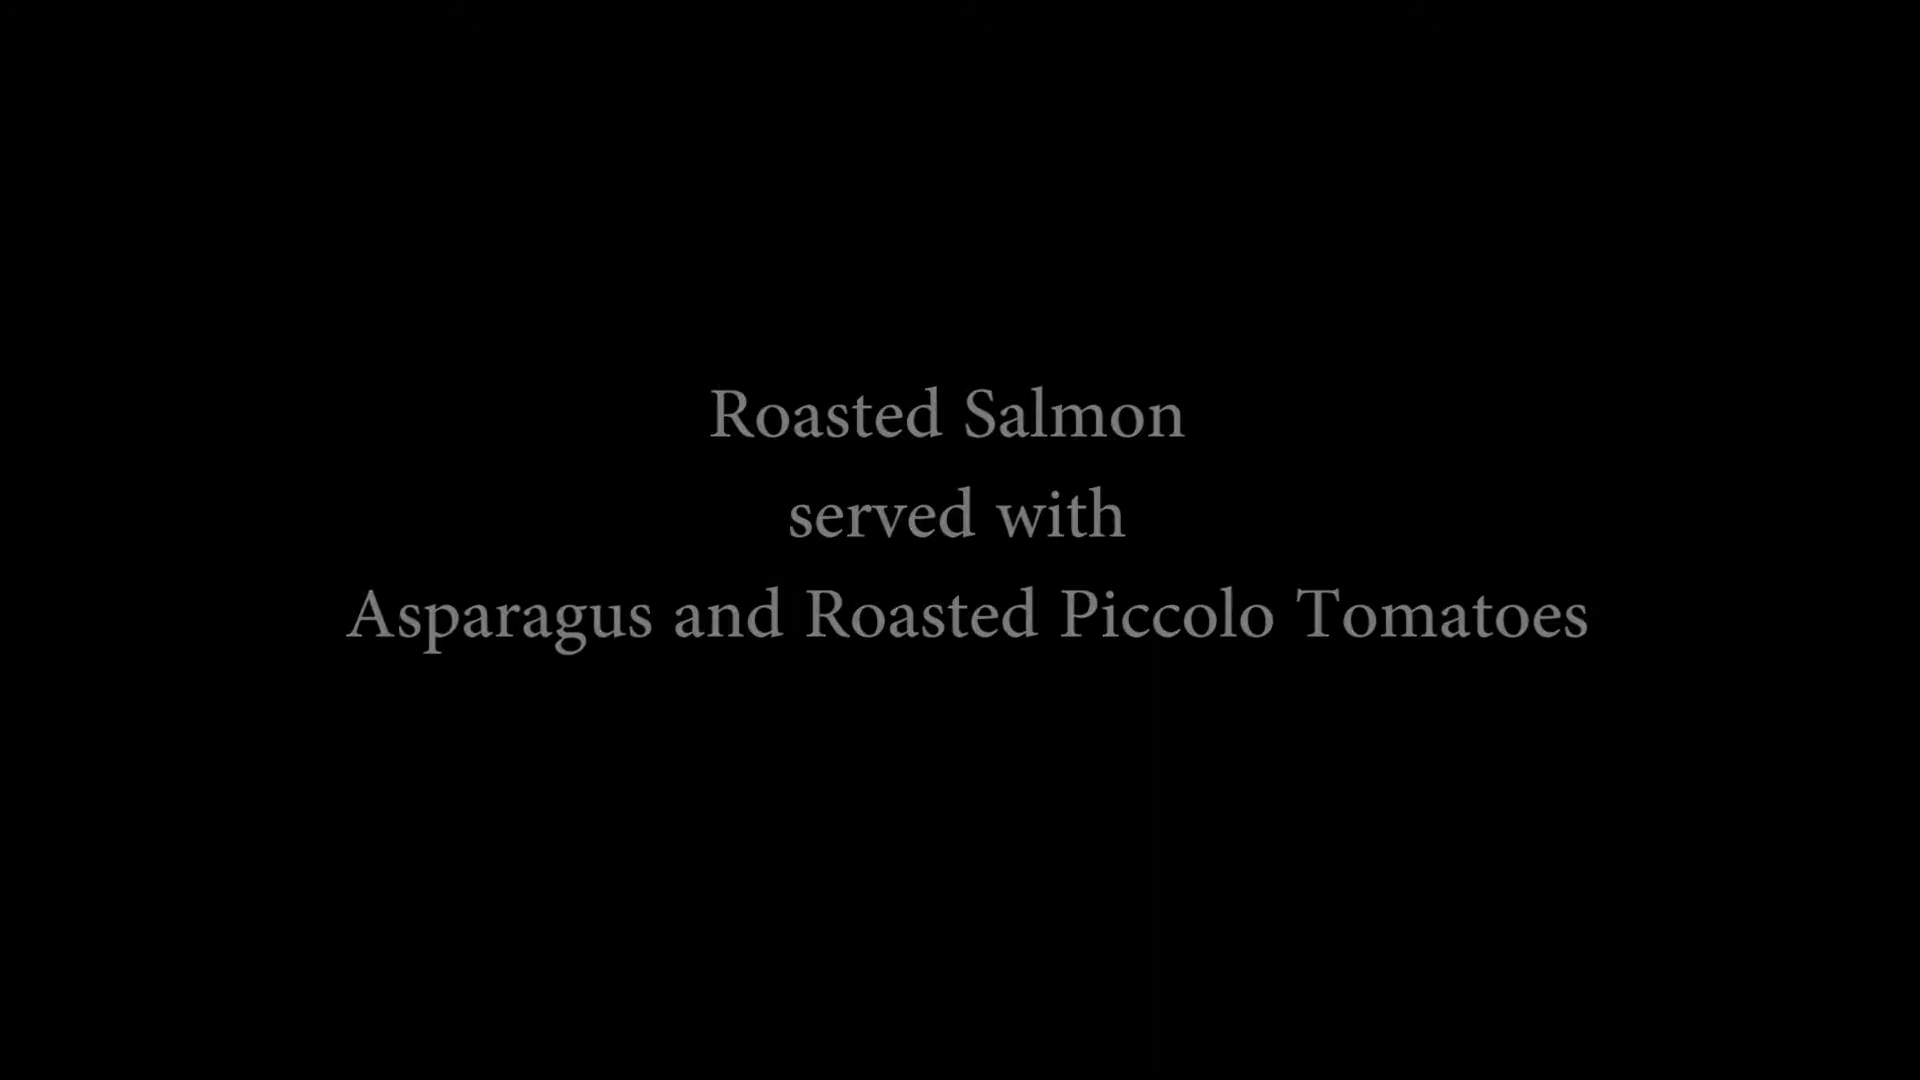 Roasted Salmon
served with
Asparagus and Roasted Piccolo Tomatoes